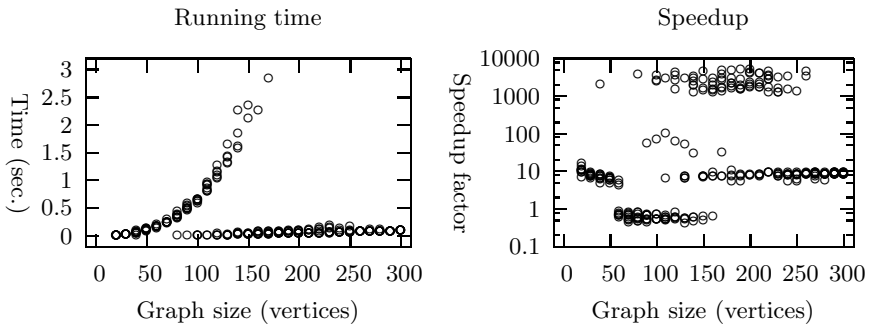 Running time
Time (sec.)
3
2.5
2
1.5
1
0.5
0
0 50 100 150 200 250 300
Graph size (vertices)
Speedup
Speedup factor
10000
1000
100
10
1
0.1
0 50 100 150 200 250 300
Graph size (vertices)